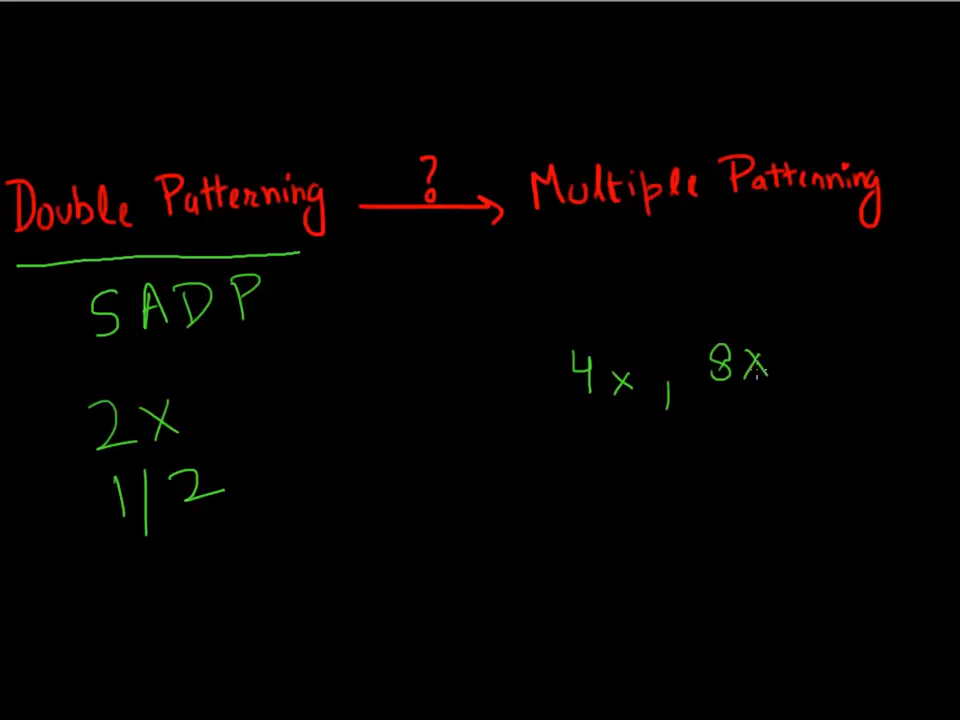 Double Patterning ? Multiple Patterning
SADP
4x, 8x
2x
1|2